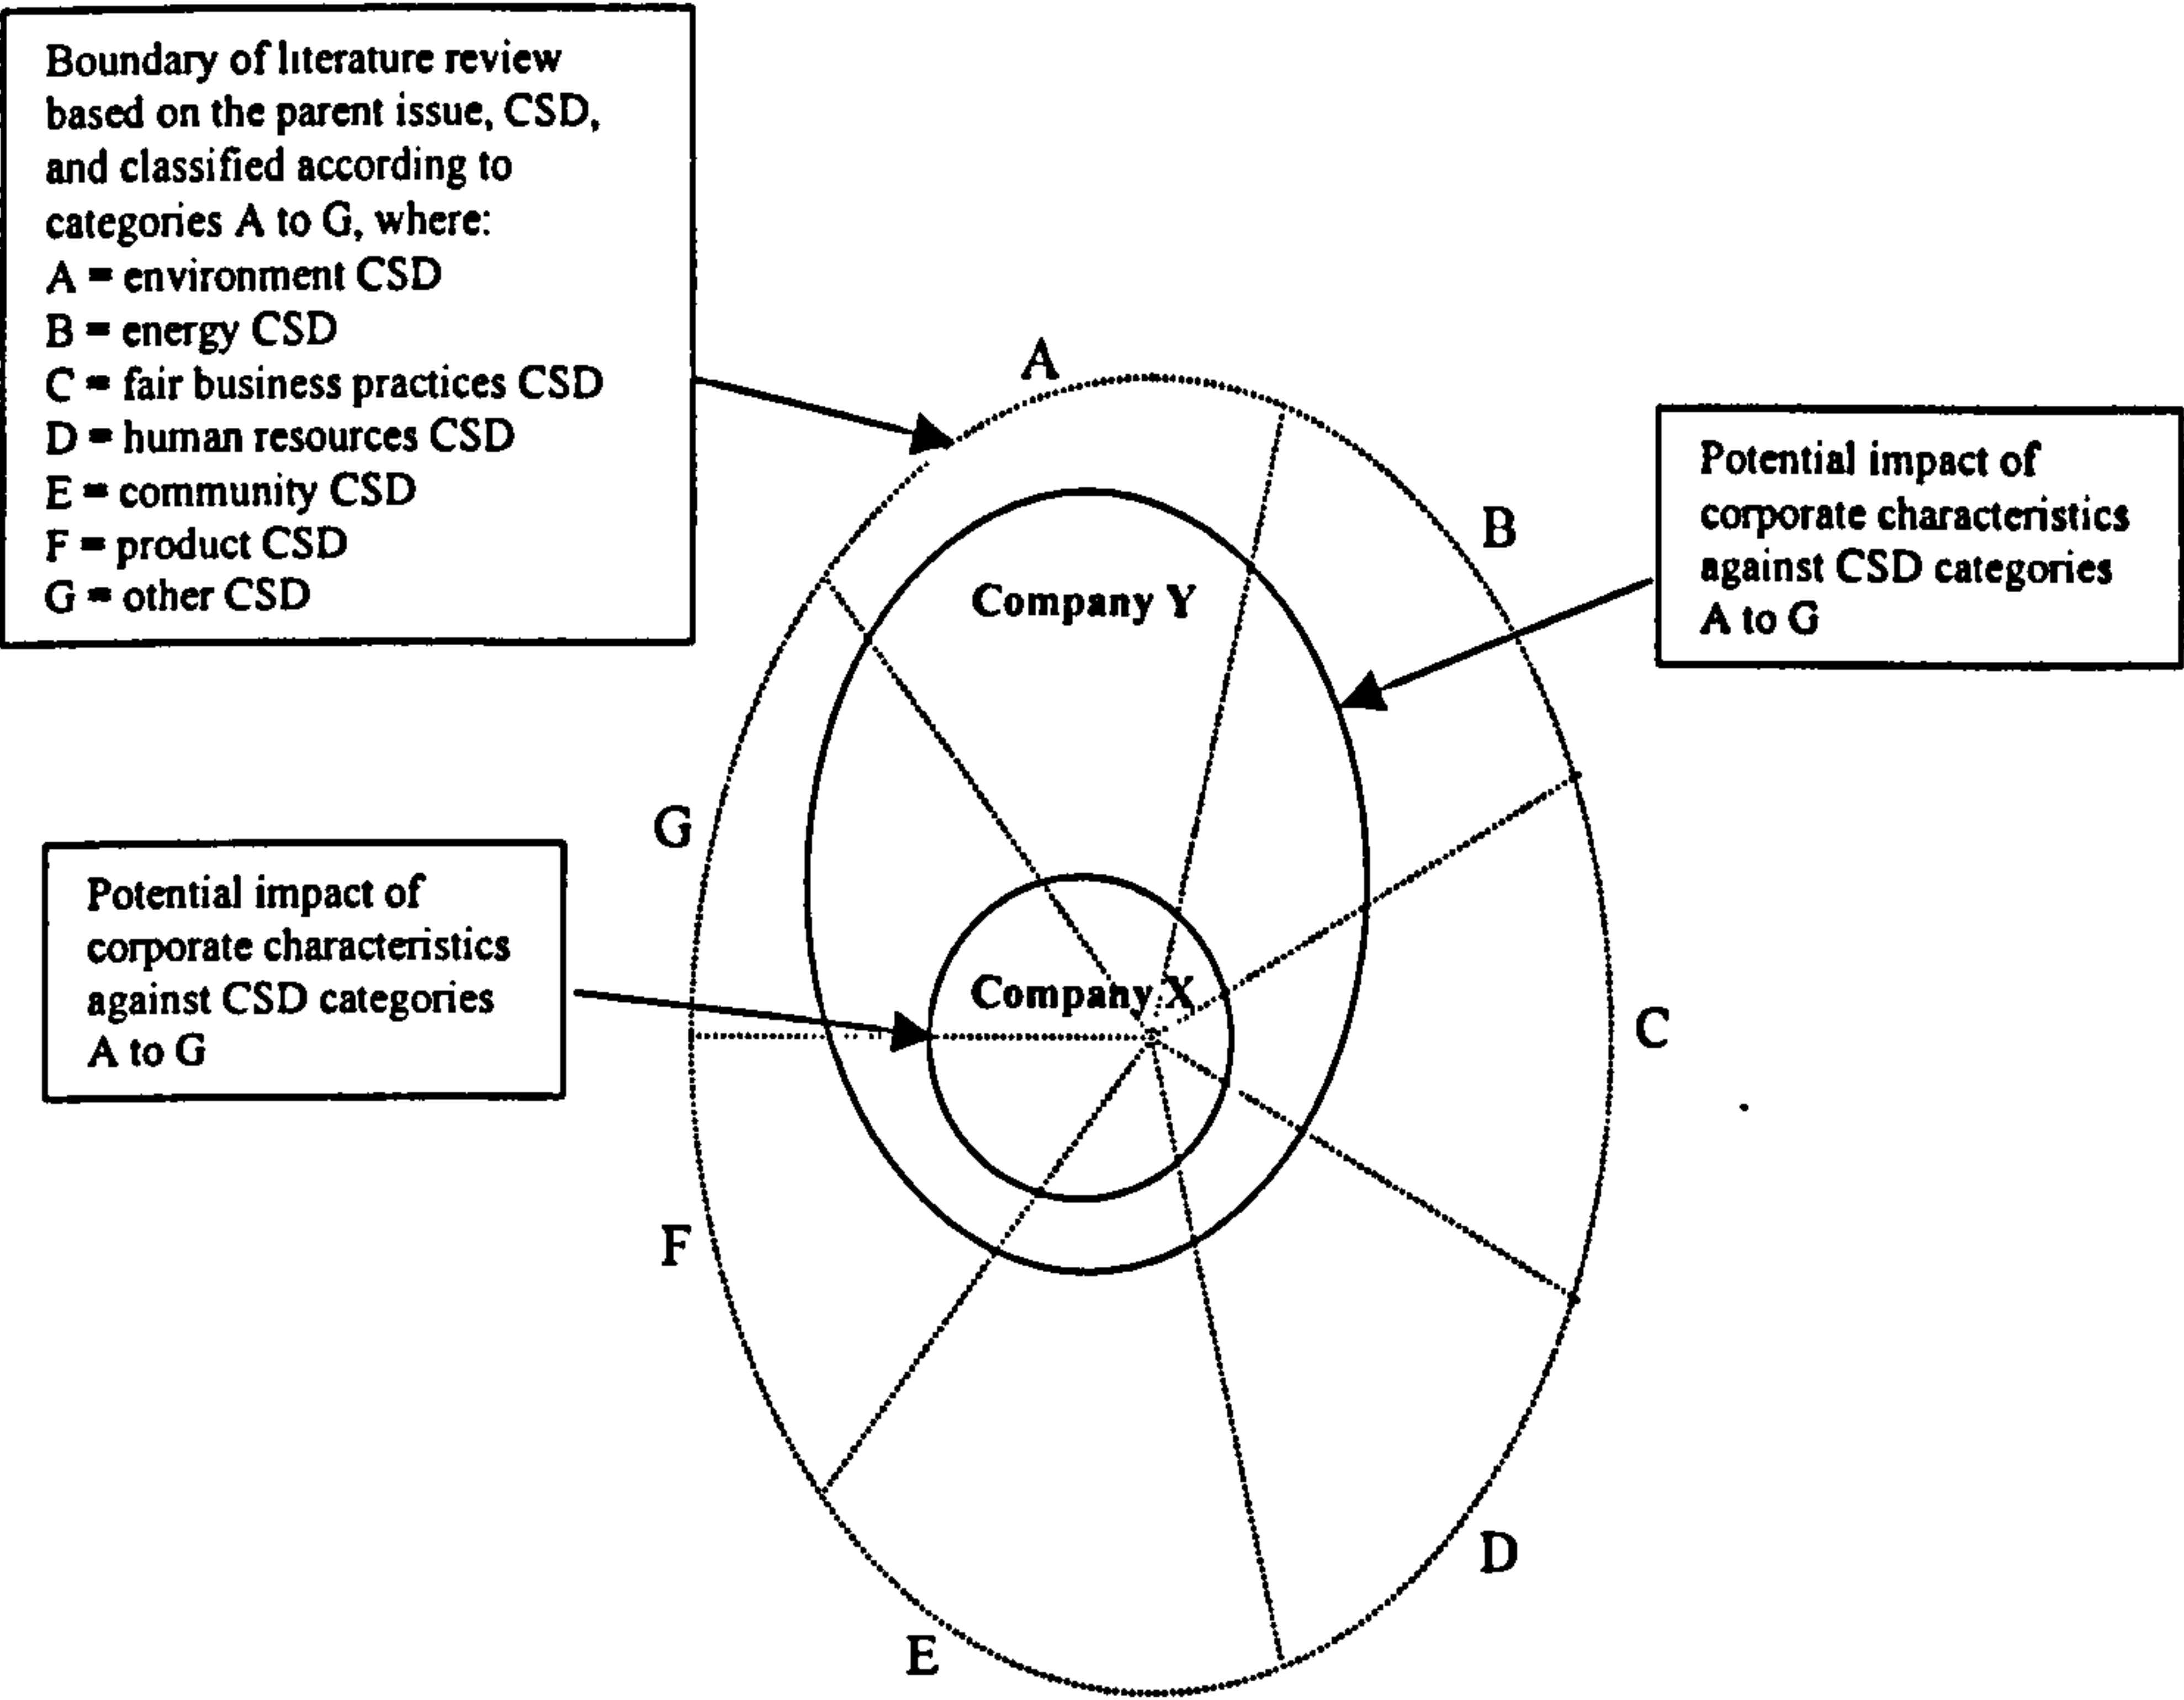 Boundary of literature review
based on the parent issue, CSD,
and classified according to
categories A to G, where:
A = environment CSD
B = energy CSD
C = fair business practices CSD
D = human resources CSD
E = community CSD
F = product CSD
G = other CSD
A
B
Potential impact of
corporate characteristics
against CSD categories
A to G
Company Y
G
Potential impact of
corporate characteristics
against CSD categories
A to G
Company X
C
F
D
E